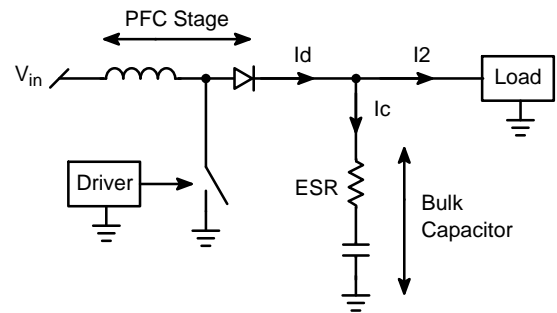 PFC Stage
Vin
Id
I2
Load
Ic
Driver
ESR
Bulk
Capacitor